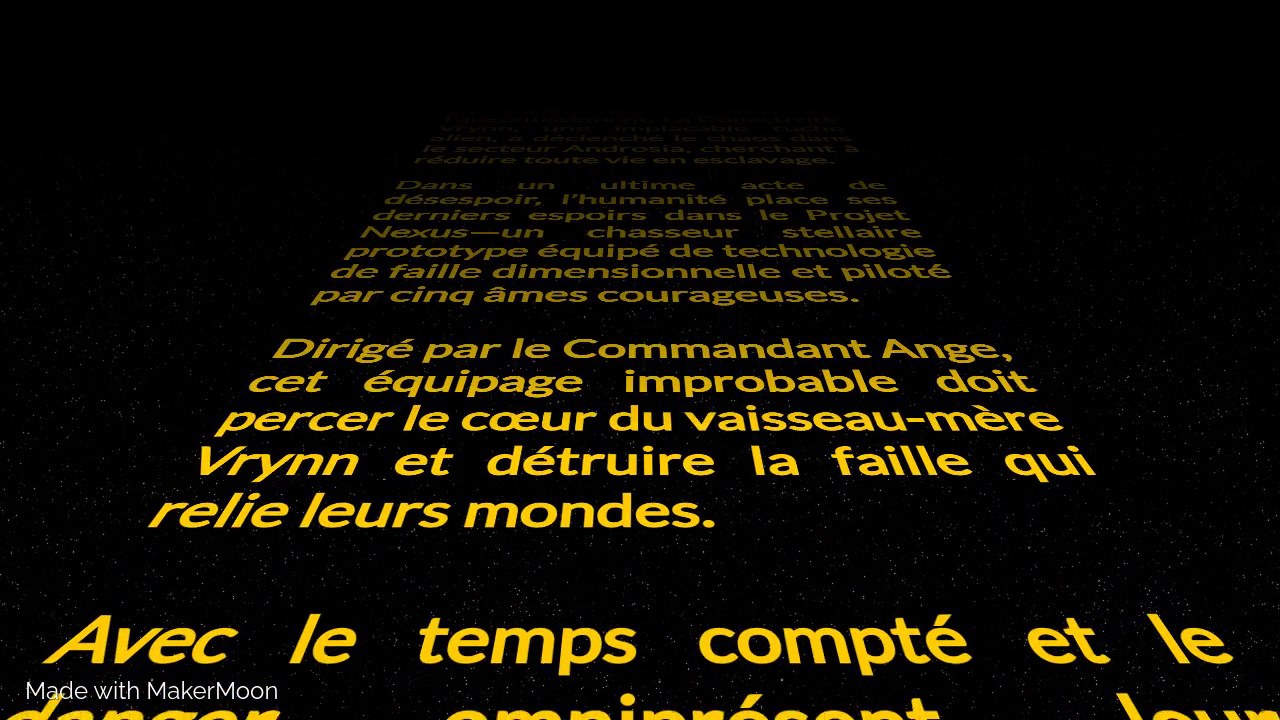 Vrynn, une implacable ruche
alien, a déclenché le chaos dans
le secteur Androsia, cherchant à
réduire toute vie en esclavage.
Dans un ultime acte de
désespoir, l'humanité place ses
derniers espoirs dans le Projet
Nexus—un chasseur stellaire
prototype équipé de technologie
de faille dimensionnelle et piloté
par cinq âmes courageuses.
Dirigé par le Commandant Ange,
cet équipage improbable doit
percer le cœur du vaisseau-mère
Vrynn et détruire la faille qui
relie leurs mondes.
Avec le temps compté et le
danger omniprésent, leur
Made with MakerMoon